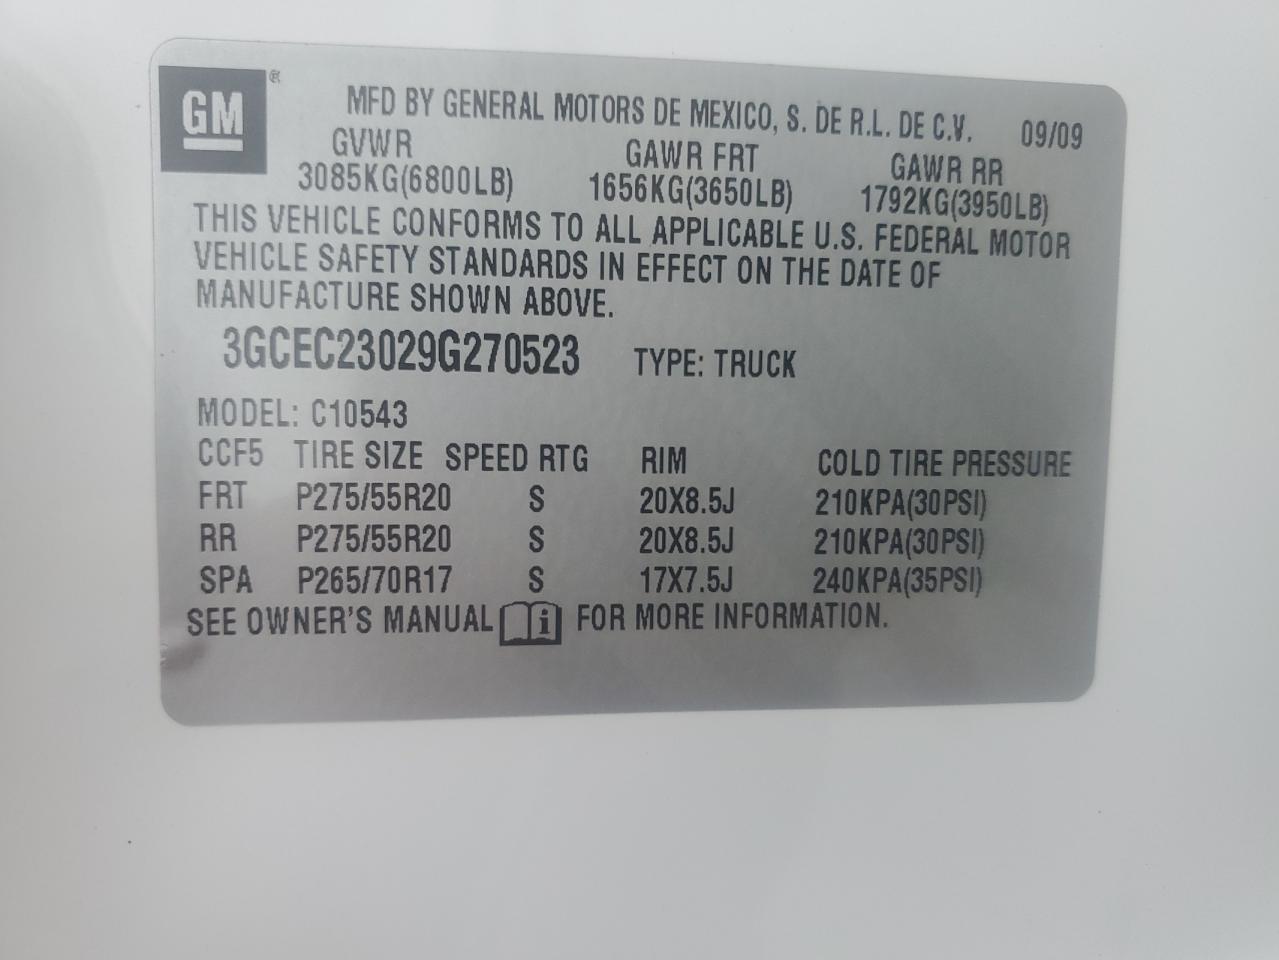 GM ®
MFD BY GENERAL MOTORS DE MEXICO, S. DE R.L. DE C.V. 09/09
GVWR GAWR FRT GAWR RR
3085KG(6800LB) 1656KG(3650LB) 1792KG(3950LB)
THIS VEHICLE CONFORMS TO ALL APPLICABLE U.S. FEDERAL MOTOR
VEHICLE SAFETY STANDARDS IN EFFECT ON THE DATE OF
MANUFACTURE SHOWN ABOVE.
3GCEC23029G270523 TYPE: TRUCK
MODEL: C10543
CCF5 TIRE SIZE SPEED RTG RIM COLD TIRE PRESSURE
FRT P275/55R20 S 20X8.5J 210KPA(30PSI)
RR P275/55R20 S 20X8.5J 210KPA(30PSI)
SPA P265/70R17 S 17X7.5J 240KPA(35PSI)
SEE OWNER'S MANUAL i FOR MORE INFORMATION.